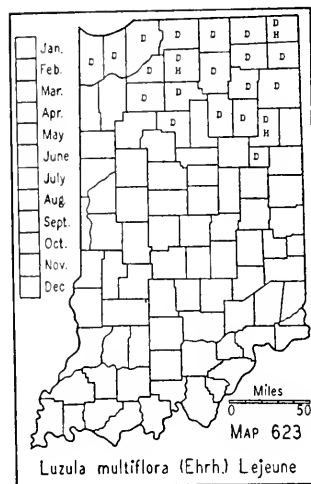 Jan.
Feb.
Mar.
Apr.
May
June
July
Aug.
Sept.
Oct.
Nov.
Dec
D D D D D
H
D D D D D D
D H D
D D D D D
D D D
H
D
Miles
0 50
MAP 623
Luzula multiflora (Ehrh.) Lejeune